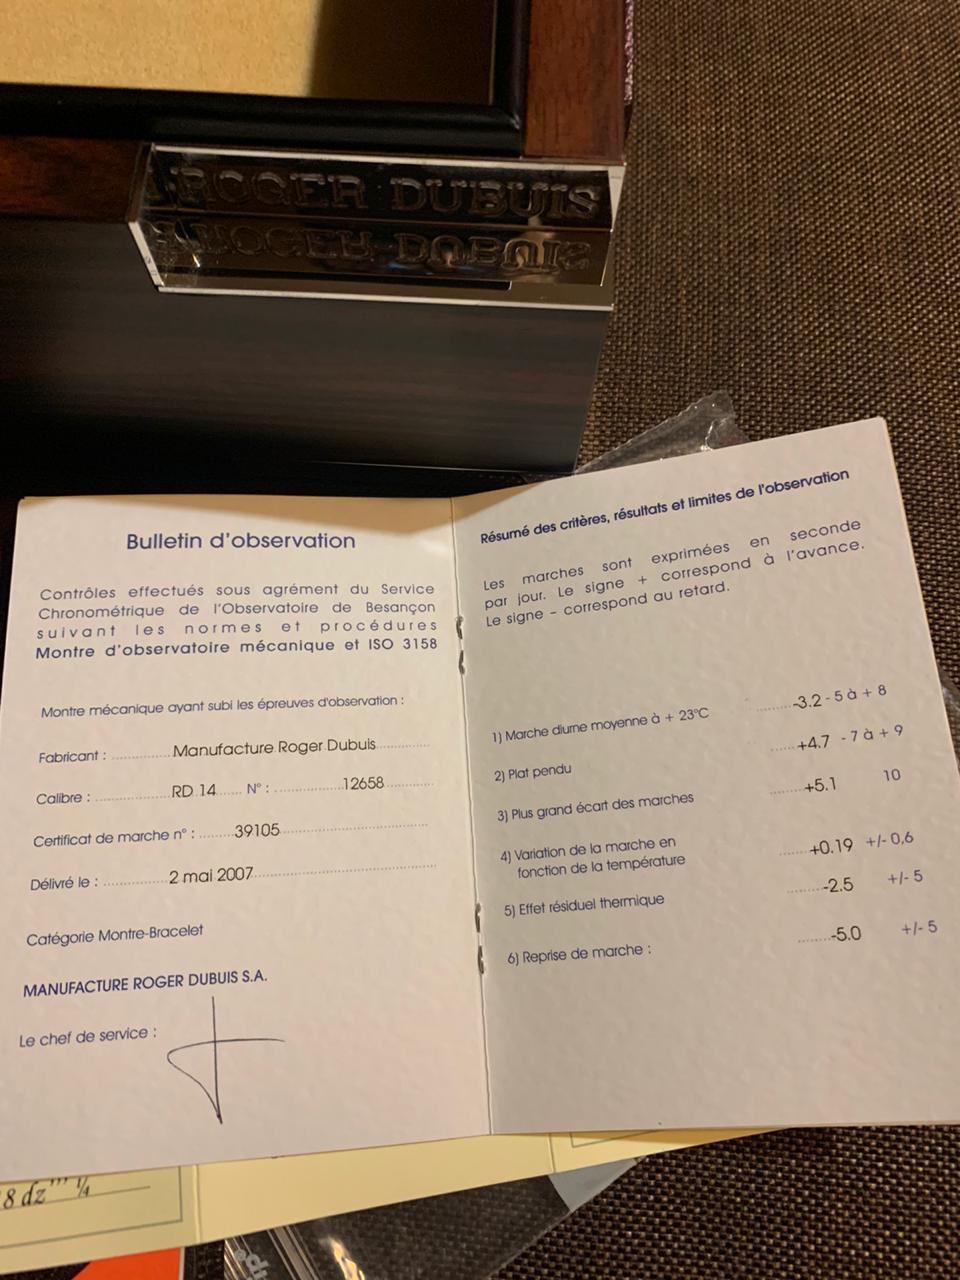 ROGER DUBUIS
Bulletin d'observation
Contrôles effectués sous agrément du Service
Chronométrique de l'Observatoire de Besançon
suivant les normes et procédures
Montre d'observatoire mécanique et ISO 3158
Montre mécanique ayant subi les épreuves d'observation :
Fabricant : Manufacture Roger Dubuis
Calibre : RD 14 N° : 12658
Certificat de marche n° : 39105
Délivré le : 2 mai 2007
Catégorie Montre-Bracelet
MANUFACTURE ROGER DUBUIS S.A.
Le chef de service :
Résumé des critères, résultats et limites de l'observation
Les marches sont exprimées en seconde
par jour. Le signe + correspond à l'avance.
Le signe - correspond au retard.
1) Marche diurne moyenne à + 23°C -3.2 - 5 à + 8
2) Plat pendu +4.7 - 7 à + 9
3) Plus grand écart des marches +5.1 10
4) Variation de la marche en
fonction de la température +0.19 +/- 0,6
5) Effet résiduel thermique -2.5 +/- 5
6) Reprise de marche : -5.0 +/- 5
8 dz''' ¼